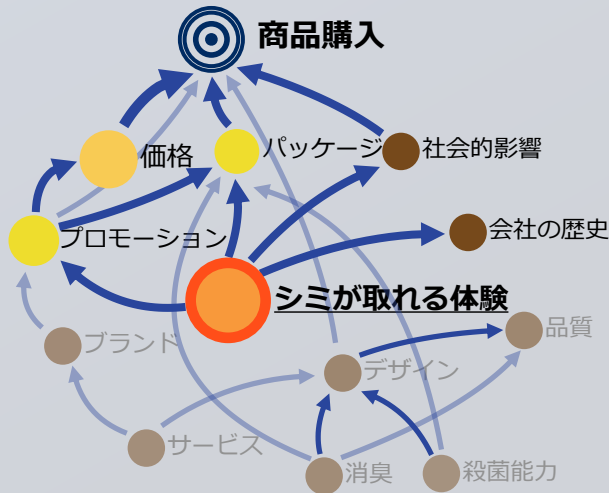 商品購入
価格
パッケージ
社会的影響
プロモーション
会社の歴史
シミが取れる体験
品質
ブランド
デザイン
サービス
消臭
殺菌能力